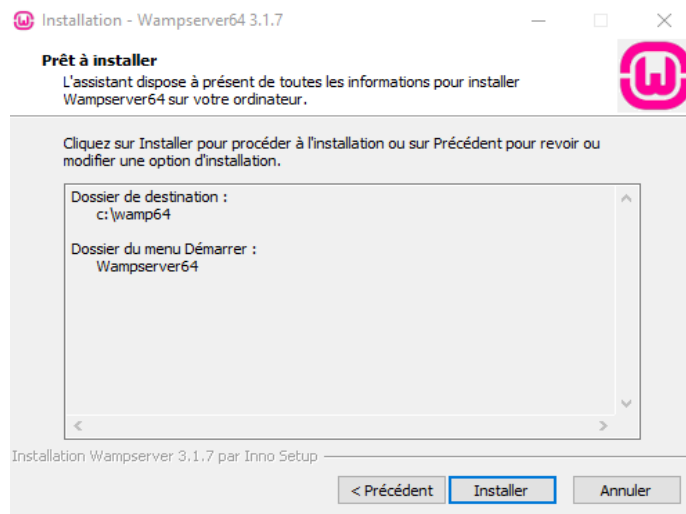 Installation - Wampserver64 3.1.7
Prêt à installer
L'assistant dispose à présent de toutes les informations pour installer
Wampserver64 sur votre ordinateur.
Cliquez sur Installer pour procéder à l'installation ou sur Précédent pour revoir ou
modifier une option d'installation.
Dossier de destination :
c:\wamp64
Dossier du menu Démarrer :
Wampserver64
Installation Wampserver 3.1.7 par Inno Setup
< Précédent Installer Annuler